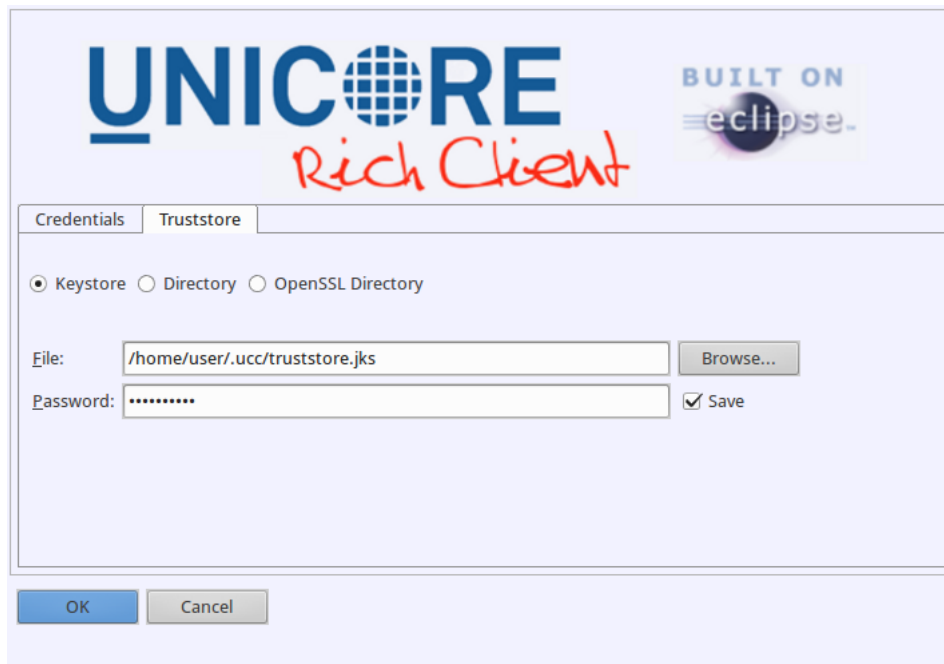 UNICORE
Rich Client
BUILT ON
eclipse
Credentials Truststore
Keystore Directory OpenSSL Directory
File: /home/user/.ucc/truststore.jks Browse...
Password: •••••••••• Save
OK Cancel